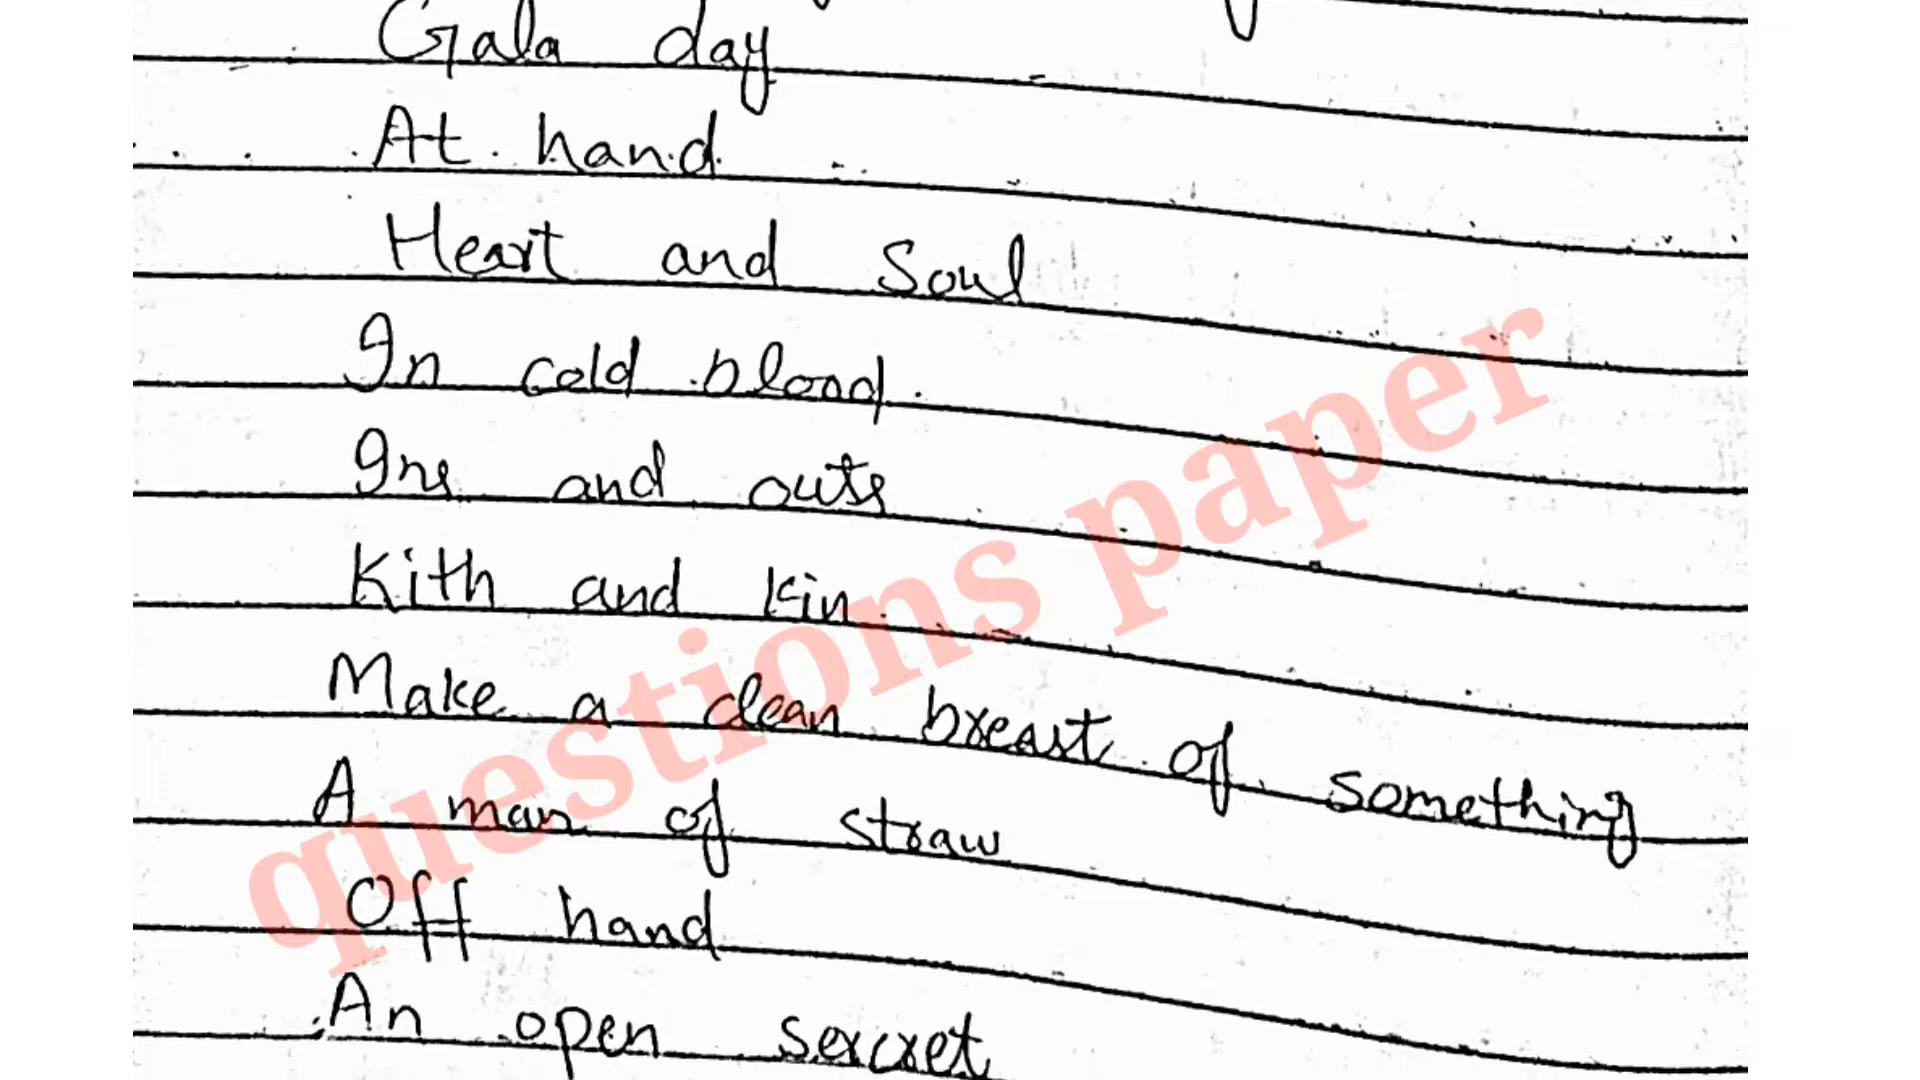 Gala day
At hand
Heart and Soul
In cold blood.
Ins and outs
Kith and kin
Make a clean breast of something
A man of straw
Off hand
An open sercret
questions paper